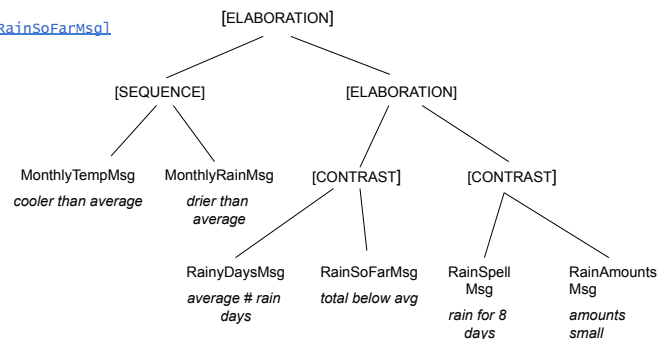 [ELABORATION]
RainSoFarMsg]
[SEQUENCE] [ELABORATION]
MonthlyTempMsg MonthlyRainMsg [CONTRAST] [CONTRAST]
cooler than average drier than
average
RainyDaysMsg RainSoFarMsg RainSpell RainAmounts
Msg Msg
average # rain total below avg
days
rain for 8 amounts
days small